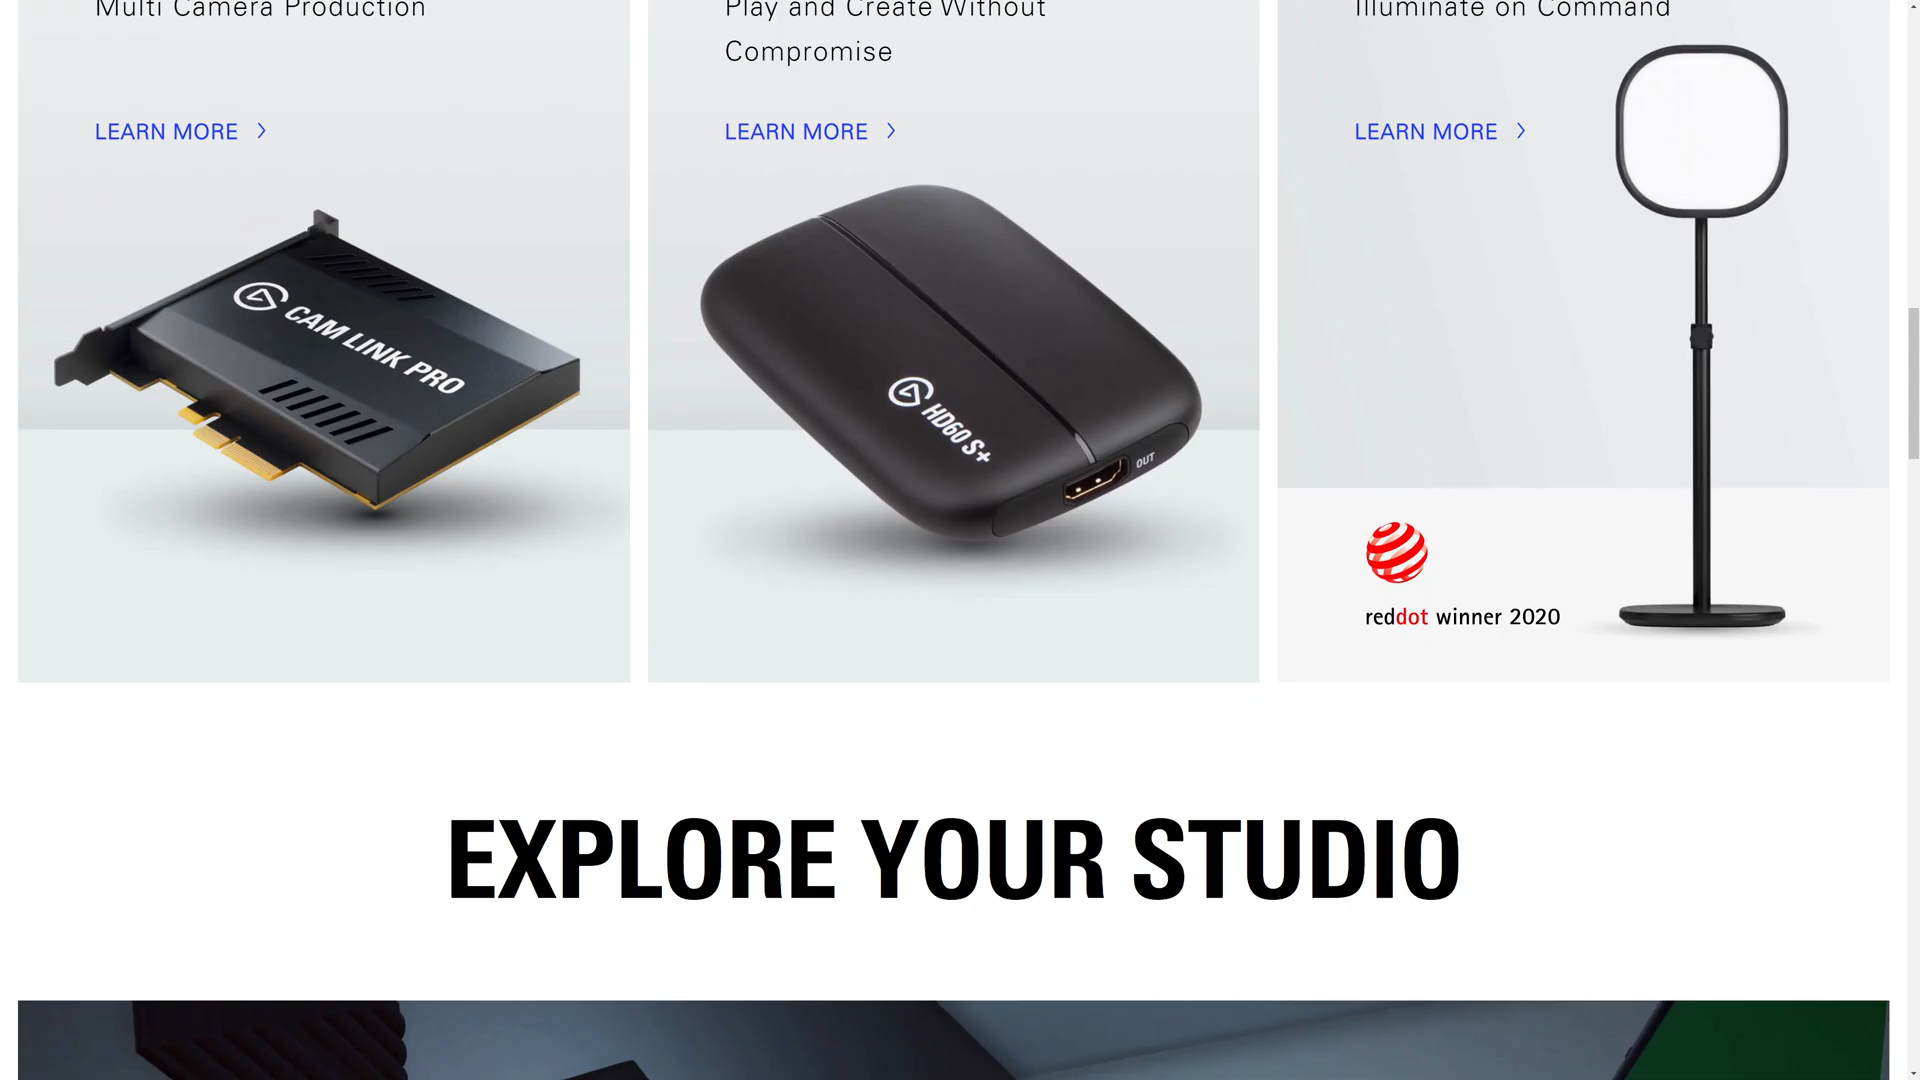 Multi Camera Production
Play and Create Without
Compromise
Illuminate on Command
LEARN MORE
LEARN MORE
LEARN MORE
CAM LINK PRO
HD60 S+
OUT
reddot winner 2020
EXPLORE YOUR STUDIO